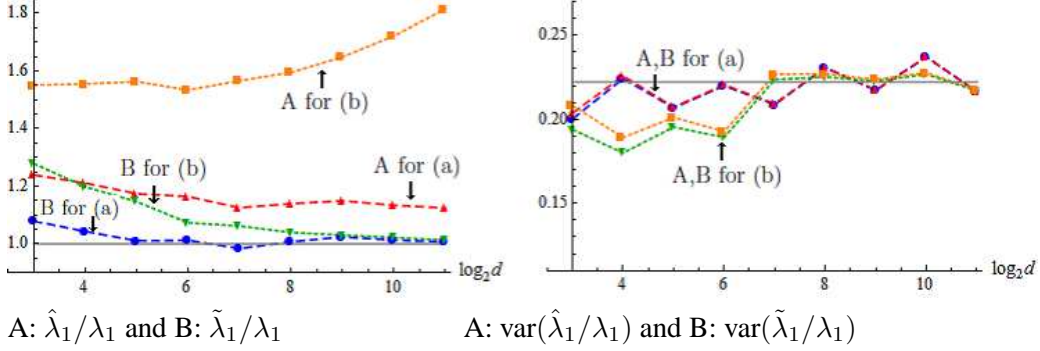 1.8
1.6
A for (b)
1.4
B for (b)
A for (a)
1.2
B for (a)
1.0
4 6 8 10
log₂d
0.25
A,B for (a)
0.20
A,B for (b)
0.15
4 6 8 10
log₂d
A: λ̂₁/λ₁ and B: λ̃₁/λ₁
A: var(λ̂₁/λ₁) and B: var(λ̃₁/λ₁)